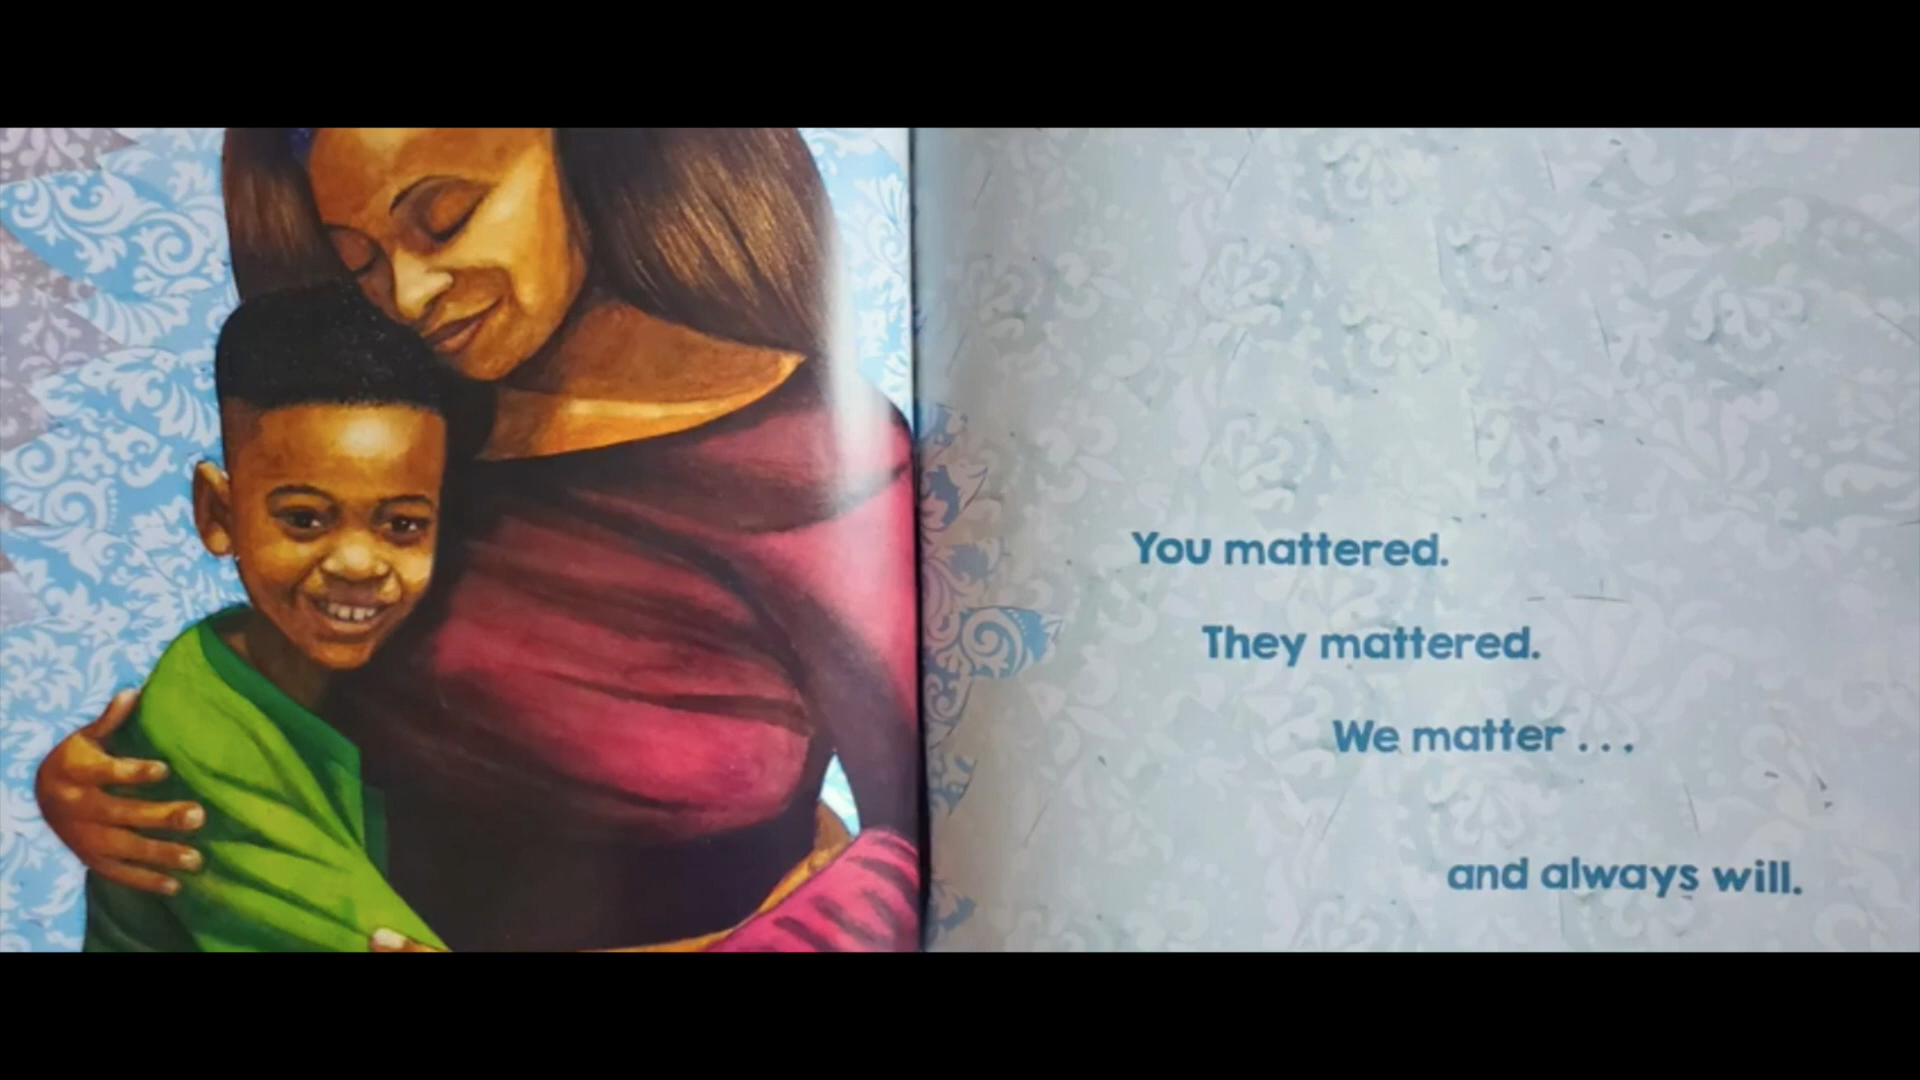 You mattered.
They mattered.
We matter . . .
and always will.